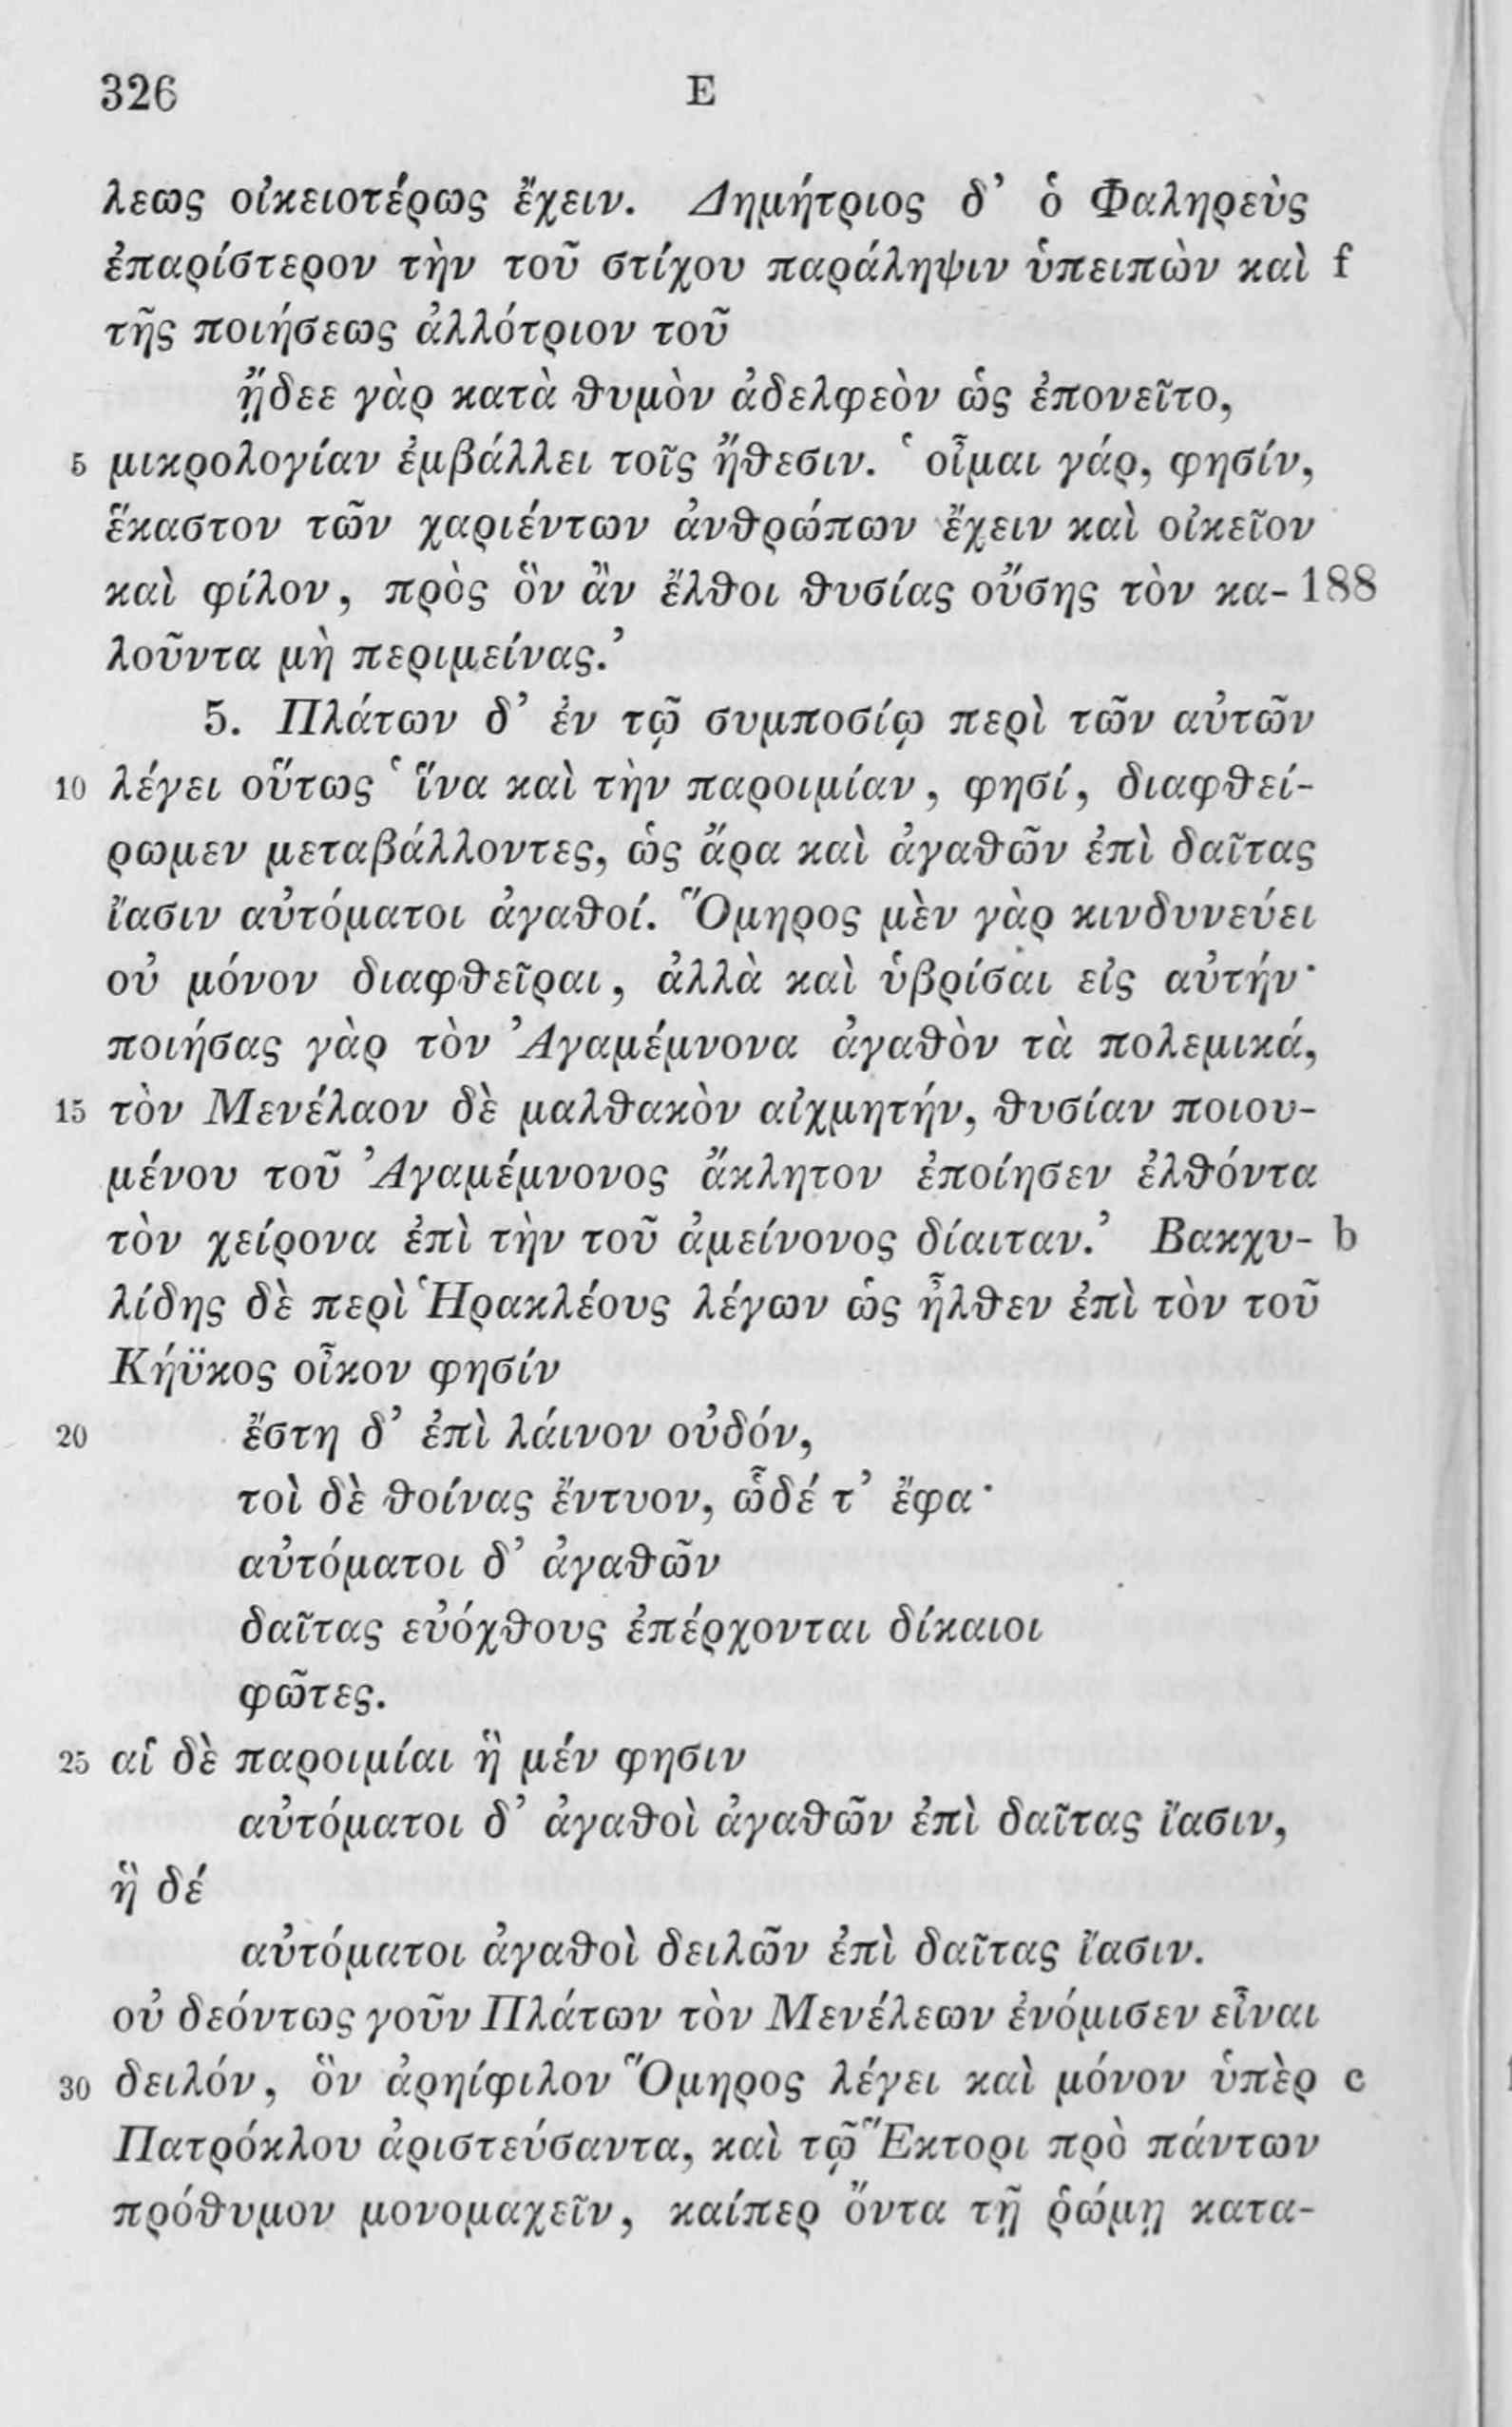 326 E
λεως οἰκειοτέρως ἔχειν. Δημήτριος δ’ ὁ Φαληρεὺς
ἐπαρίστερον τὴν τοῦ στίχου παράληψιν ὑπειπὼν καὶ f
τῆς ποιήσεως ἀλλότριον τοῦ
ᾔδεε γὰρ κατὰ θυμὸν ἀδελφεὸν ὡς ἐπονεῖτο,
5 μικρολογίαν ἐμβάλλει τοῖς ἤθεσιν. ‘οἶμαι γάρ, φησίν,
ἕκαστον τῶν χαριέντων ἀνθρώπων ἔχειν καὶ οἰκεῖον
καὶ φίλον, πρὸς ὃν ἂν ἔλθοι θυσίας οὔσης τὸν κα- 188
λοῦντα μὴ περιμείνας.’
5. Πλάτων δ’ ἐν τῷ συμποσίῳ περὶ τῶν αὐτῶν
10 λέγει οὕτως ‘ἵνα καὶ τὴν παροιμίαν, φησί, διαφθεί-
ρωμεν μεταβάλλοντες, ὡς ἄρα καὶ ἀγαθῶν ἐπὶ δαῖτας
ἴασιν αὐτόματοι ἀγαθοί. Ὅμηρος μὲν γὰρ κινδυνεύει
οὐ μόνον διαφθεῖραι, ἀλλὰ καὶ ὑβρίσαι εἰς αὐτήν·
ποιήσας γὰρ τὸν Ἀγαμέμνονα ἀγαθὸν τὰ πολεμικά,
15 τὸν Μενέλαον δὲ μαλθακὸν αἰχμητήν, θυσίαν ποιου-
μένου τοῦ Ἀγαμέμνονος ἄκλητον ἐποίησεν ἐλθόντα
τὸν χείρονα ἐπὶ τὴν τοῦ ἀμείνονος δίαιταν.’ Βακχυ- b
λίδης δὲ περὶ Ἡρακλέους λέγων ὡς ἦλθεν ἐπὶ τὸν τοῦ
Κήϋκος οἶκον φησίν
20 ἔστη δ’ ἐπὶ λάινον οὐδόν,
τοὶ δὲ θοίνας ἔντυον, ὧδέ τ’ ἔφα·
αὐτόματοι δ’ ἀγαθῶν
δαῖτας εὐόχθους ἐπέρχονται δίκαιοι
φῶτες.
25 αἱ δὲ παροιμίαι ἣ μέν φησιν
αὐτόματοι δ’ ἀγαθοὶ ἀγαθῶν ἐπὶ δαῖτας ἴασιν,
ἣ δέ
αὐτόματοι ἀγαθοὶ δειλῶν ἐπὶ δαῖτας ἴασιν.
οὐ δεόντως γοῦν Πλάτων τὸν Μενέλεων ἐνόμισεν εἶναι
30 δειλόν, ὃν ἀρηίφιλον Ὅμηρος λέγει καὶ μόνον ὑπὲρ c
Πατρόκλου ἀριστεύσαντα, καὶ τῷ Ἕκτορι πρὸ πάντων
πρόθυμον μονομαχεῖν, καίπερ ὄντα τῇ ῥώμῃ κατα-